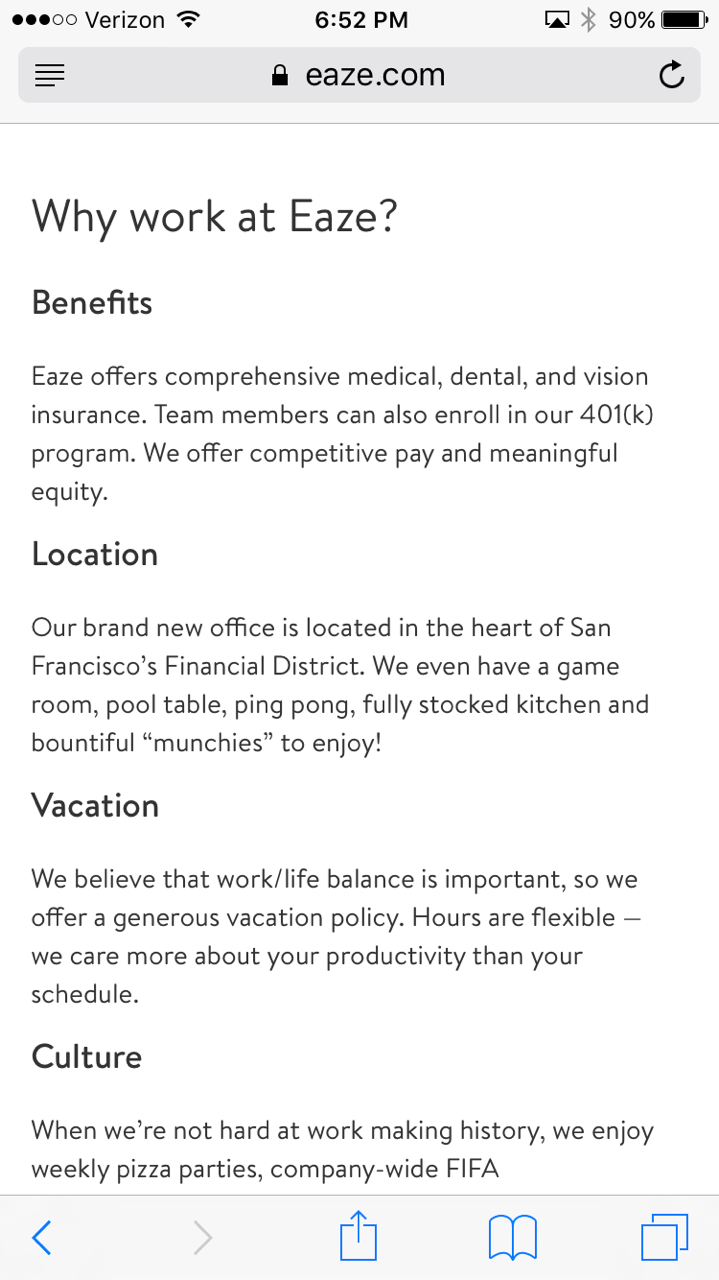 Verizon 6:52 PM 90%
eaze.com
Why work at Eaze?
Benefits
Eaze offers comprehensive medical, dental, and vision
insurance. Team members can also enroll in our 401(k)
program. We offer competitive pay and meaningful
equity.
Location
Our brand new office is located in the heart of San
Francisco’s Financial District. We even have a game
room, pool table, ping pong, fully stocked kitchen and
bountiful “munchies” to enjoy!
Vacation
We believe that work/life balance is important, so we
offer a generous vacation policy. Hours are flexible —
we care more about your productivity than your
schedule.
Culture
When we’re not hard at work making history, we enjoy
weekly pizza parties, company-wide FIFA